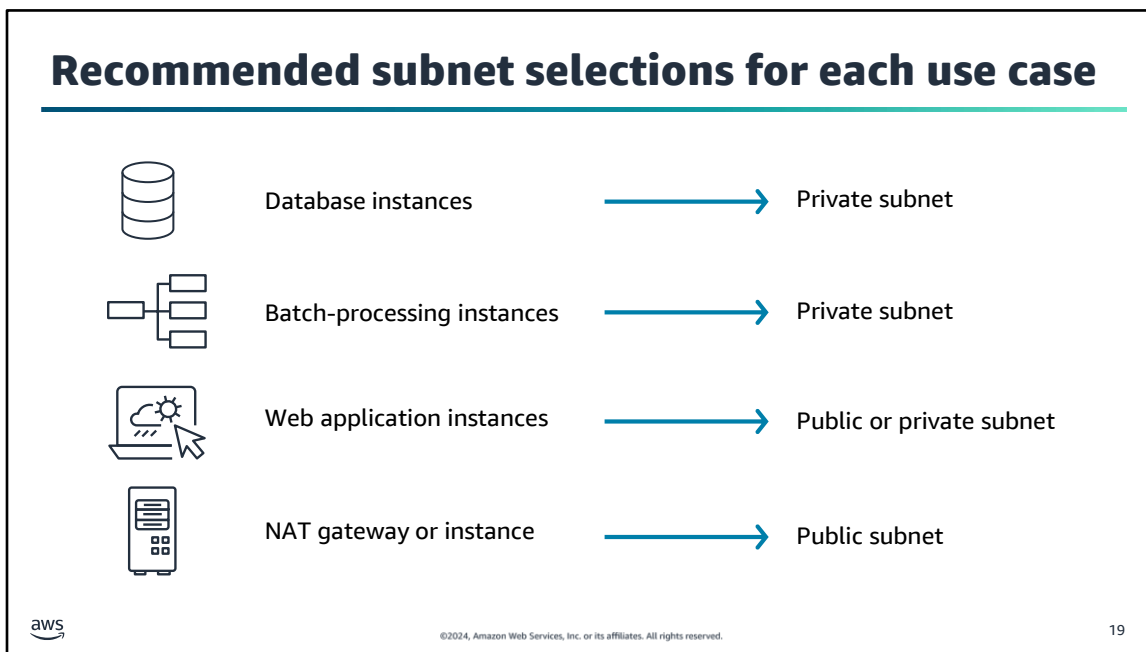 Recommended subnet selections for each use case
Database instances
Private subnet
Batch-processing instances
Private subnet
Web application instances
Public or private subnet
NAT gateway or instance
Public subnet
aws
©2024, Amazon Web Services, Inc. or its affiliates. All rights reserved.
19